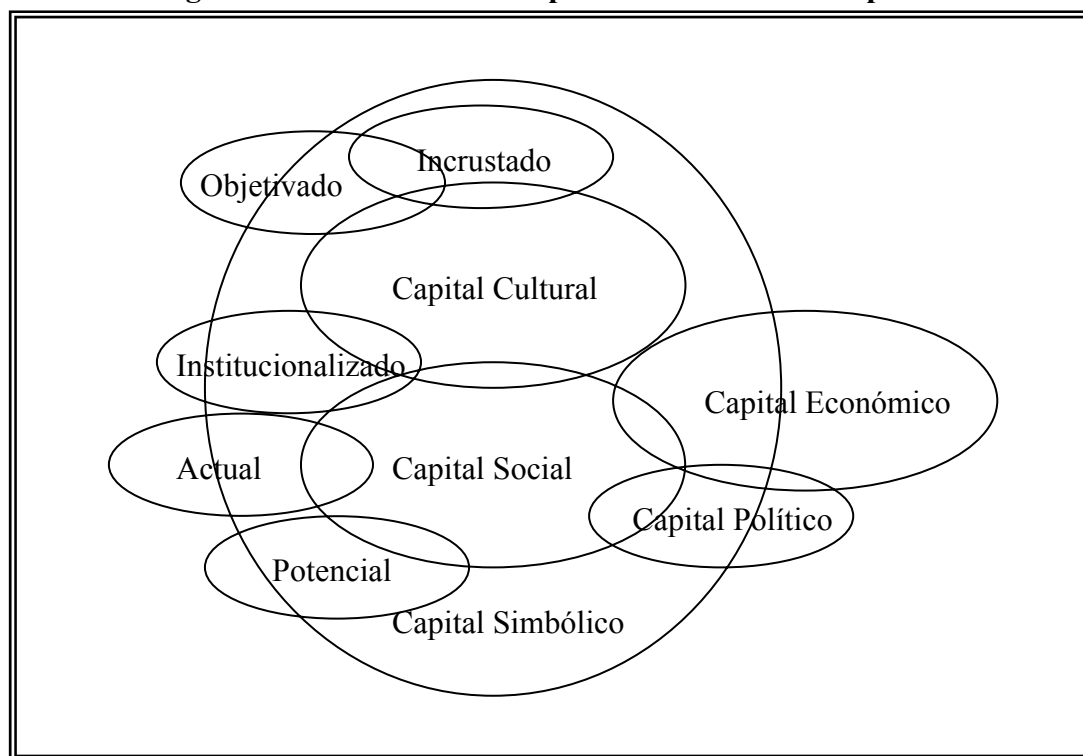 Incrustado
Objetivado
Capital Cultural
Institucionalizado
Capital Económico
Actual
Capital Social
Capital Político
Potencial
Capital Simbólico